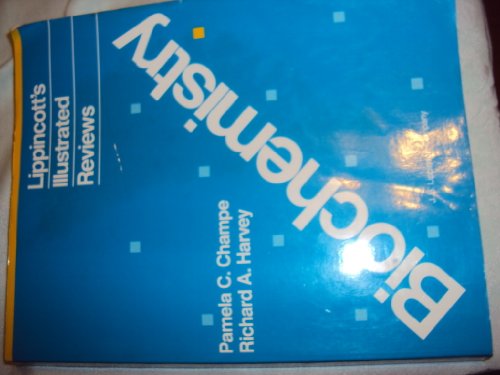 Lippincott's
Illustrated
Reviews
Biochemistry
Pamela C. Champe
Richard A. Harvey